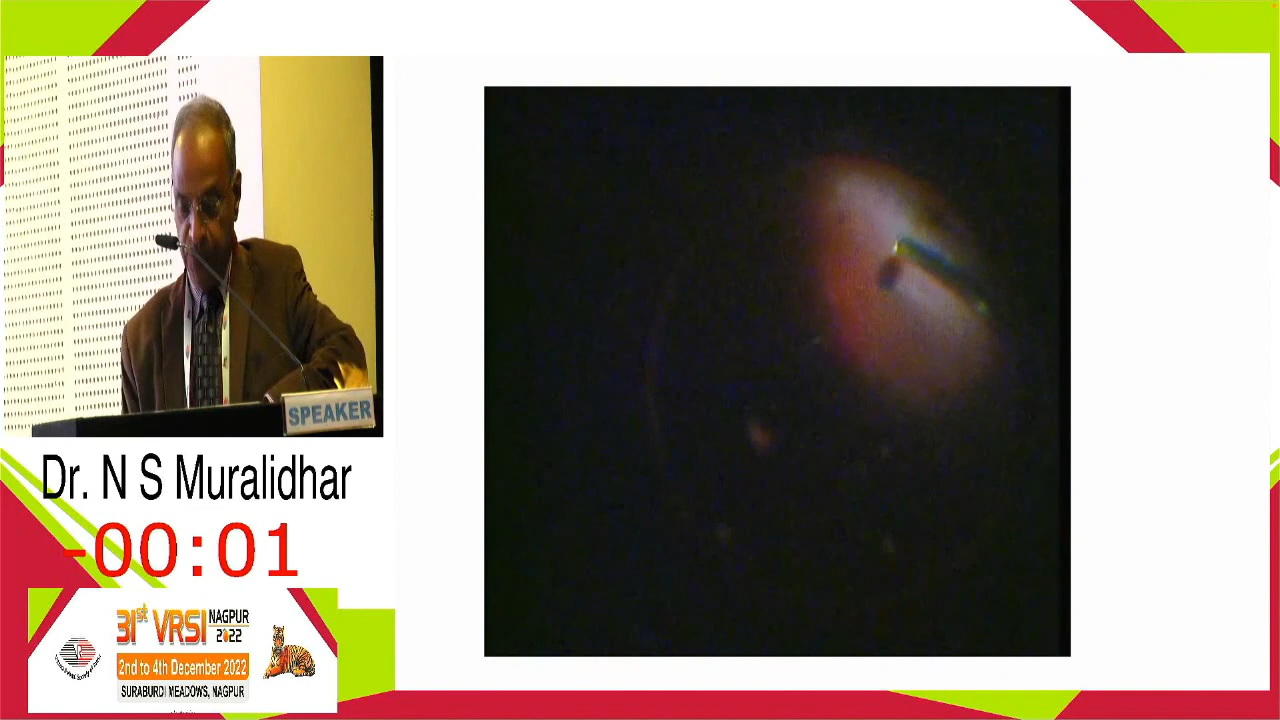 SPEAKER
Dr. N S Muralidhar
-00:01
31st VRSI NAGPUR 2022
2nd to 4th December 2022
SURABURDI MEADOWS, NAGPUR